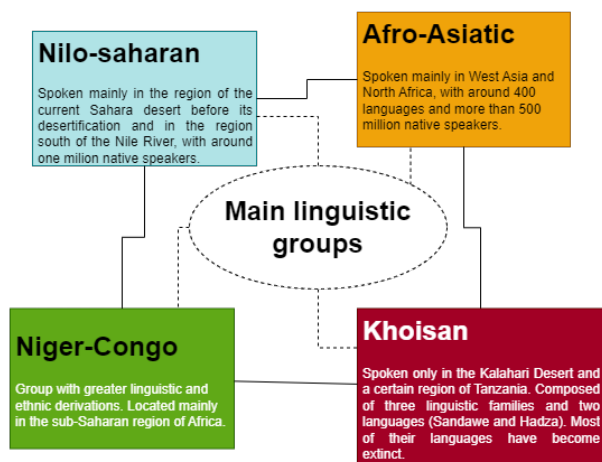 Nilo-saharan
Spoken mainly in the region of the
current Sahara desert before its
desertification and in the region
south of the Nile River, with around
one milion native speakers.
Afro-Asiatic
Spoken mainly in West Asia and
North Africa, with around 400
languages and more than 500
million native speakers.
Main linguistic
groups
Niger-Congo
Group with greater linguistic and
ethnic derivations. Located mainly
in the sub-Saharan region of Africa.
Khoisan
Spoken only in the Kalahari Desert and
a certain region of Tanzania. Composed
of three linguistic families and two
languages (Sandawe and Hadza). Most
of their languages have become
extinct.